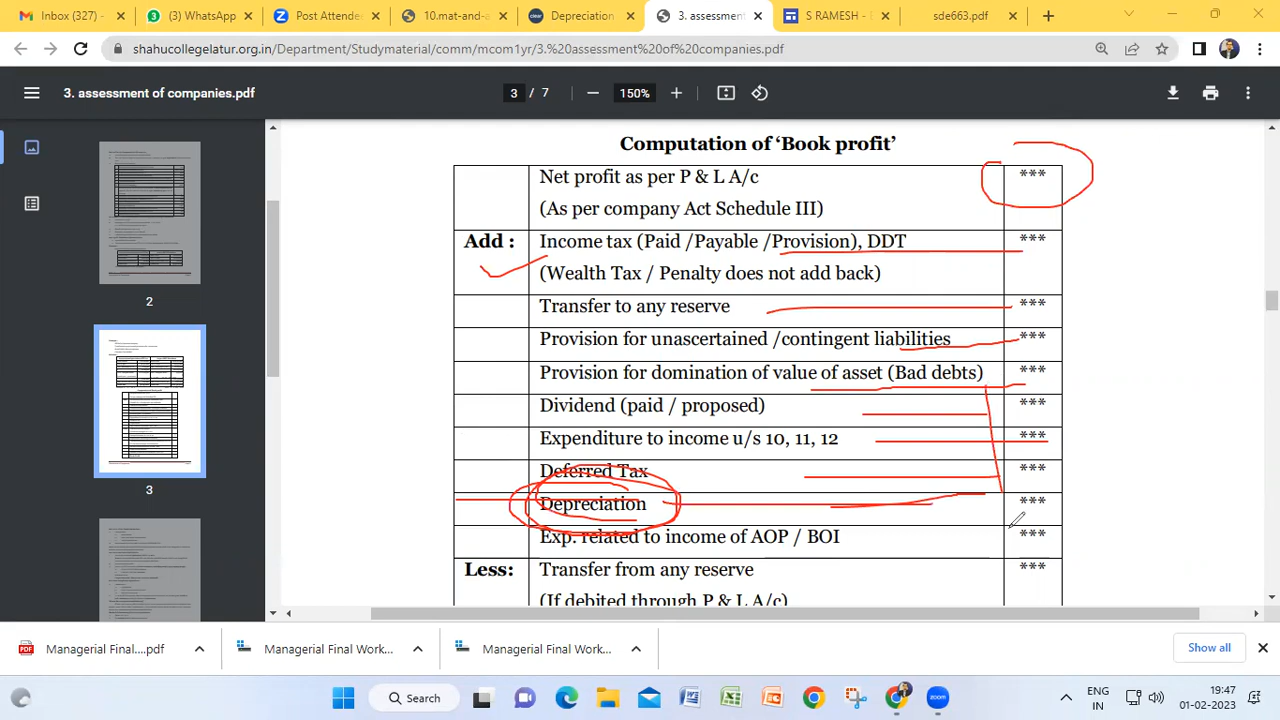 Inbox (327) -
(3) WhatsApp
Post Attende
10.mat-and-a
Depreciation
3. assessment
S RAMESH - E
sde663.pdf
shahucollegelatur.org.in/Department/Studymaterial/comm/mcom1yr/3.%20assessment%20of%20companies.pdf
3. assessment of companies.pdf
3 / 7
150%
2
3
Computation of ‘Book profit’
Net profit as per P & L A/c ***
(As per company Act Schedule III)
Add : Income tax (Paid /Payable /Provision), DDT ***
(Wealth Tax / Penalty does not add back)
Transfer to any reserve ***
Provision for unascertained /contingent liabilities ***
Provision for domination of value of asset (Bad debts) ***
Dividend (paid / proposed) ***
Expenditure to income u/s 10, 11, 12 ***
Deferred Tax ***
Depreciation ***
Exp. related to income of AOP / BOI ***
Less: Transfer from any reserve ***
(If debited through P & L A/c)
Managerial Final....pdf
Managerial Final Work...
Managerial Final Work...
Show all
Search
zoom
ENG
IN
19:47
01-02-2023